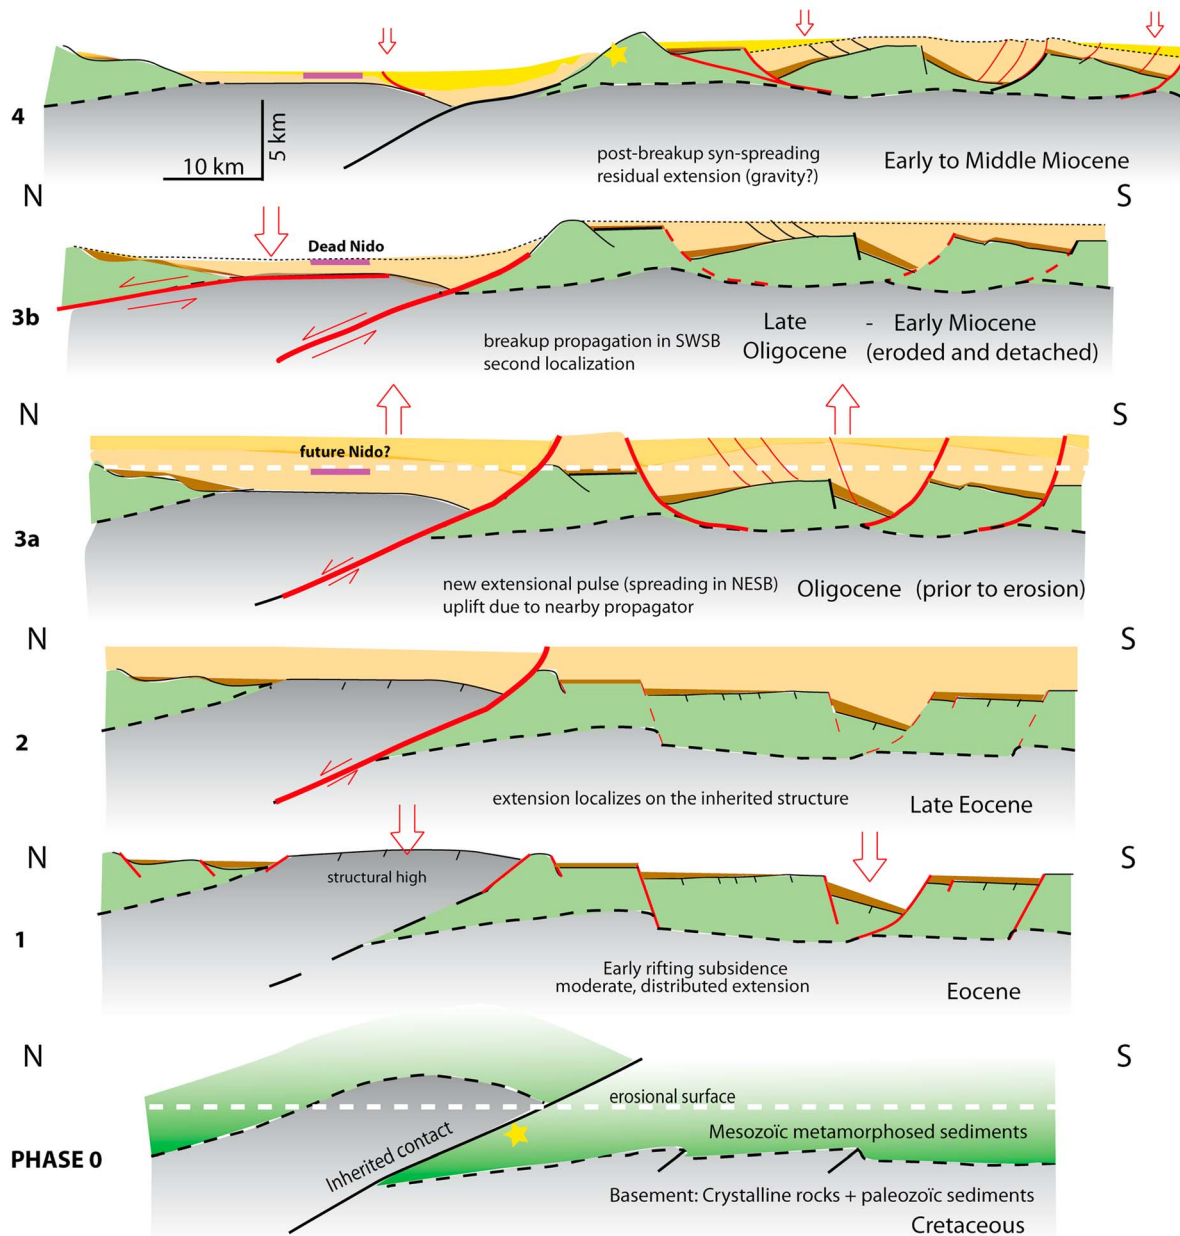 4
10 km
5 km
post-breakup syn-spreading
residual extension (gravity?)
Early to Middle Miocene
N
S
Dead Nido
3b
breakup propagation in SWSB
second localization
Late - Early Miocene
Oligocene (eroded and detached)
N
S
future Nido?
3a
new extensional pulse (spreading in NESB)
uplift due to nearby propagator
Oligocene (prior to erosion)
N
S
2
extension localizes on the inherited structure
Late Eocene
N
S
structural high
1
Early rifting subsidence
moderate, distributed extension
Eocene
N
S
erosional surface
Mesozoïc metamorphosed sediments
Inherited contact
PHASE 0
Basement: Crystalline rocks + paleozoïc sediments
Cretaceous